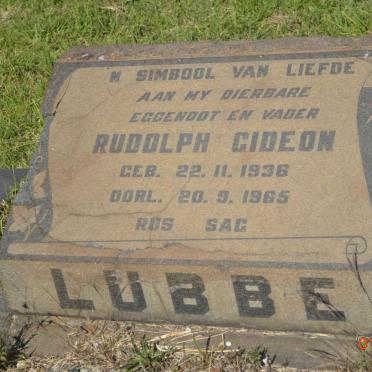 N SIMBOOL VAN LIEFDE
AAN MY DIERBARE
EGGENOOT EN VADER
RUDOLPH GIDEON
GEB. 22.11.1936
OORL. 20.9.1965
RUS SAG
LUBBE